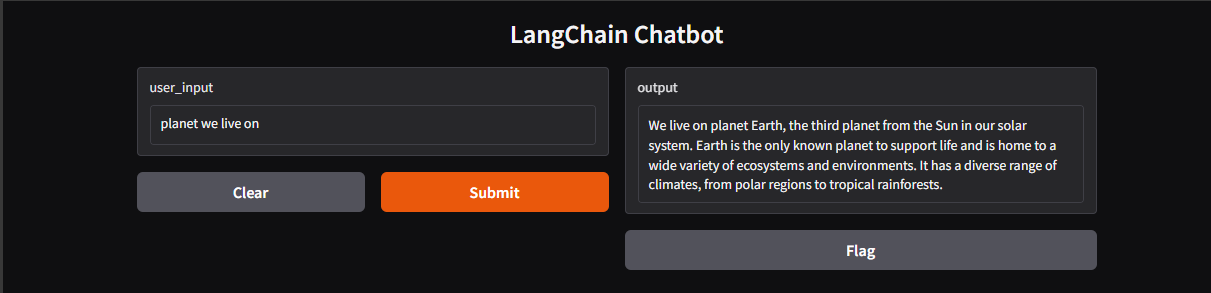 LangChain Chatbot
user_input
planet we live on
Clear
Submit
output
We live on planet Earth, the third planet from the Sun in our solar
system. Earth is the only known planet to support life and is home to a
wide variety of ecosystems and environments. It has a diverse range of
climates, from polar regions to tropical rainforests.
Flag